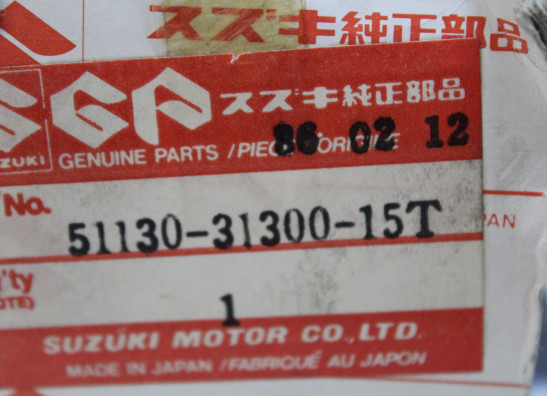 スズキ純正部品
SGP スズキ純正部品
86 02 12
SUZUKI GENUINE PARTS / PIECE D'ORIGINE
No.
51130-31300-15T
PAN
Q'ty
1
SUZUKI MOTOR CO.,LTD.
MADE IN JAPAN / FABRIQUÉ AU JAPON